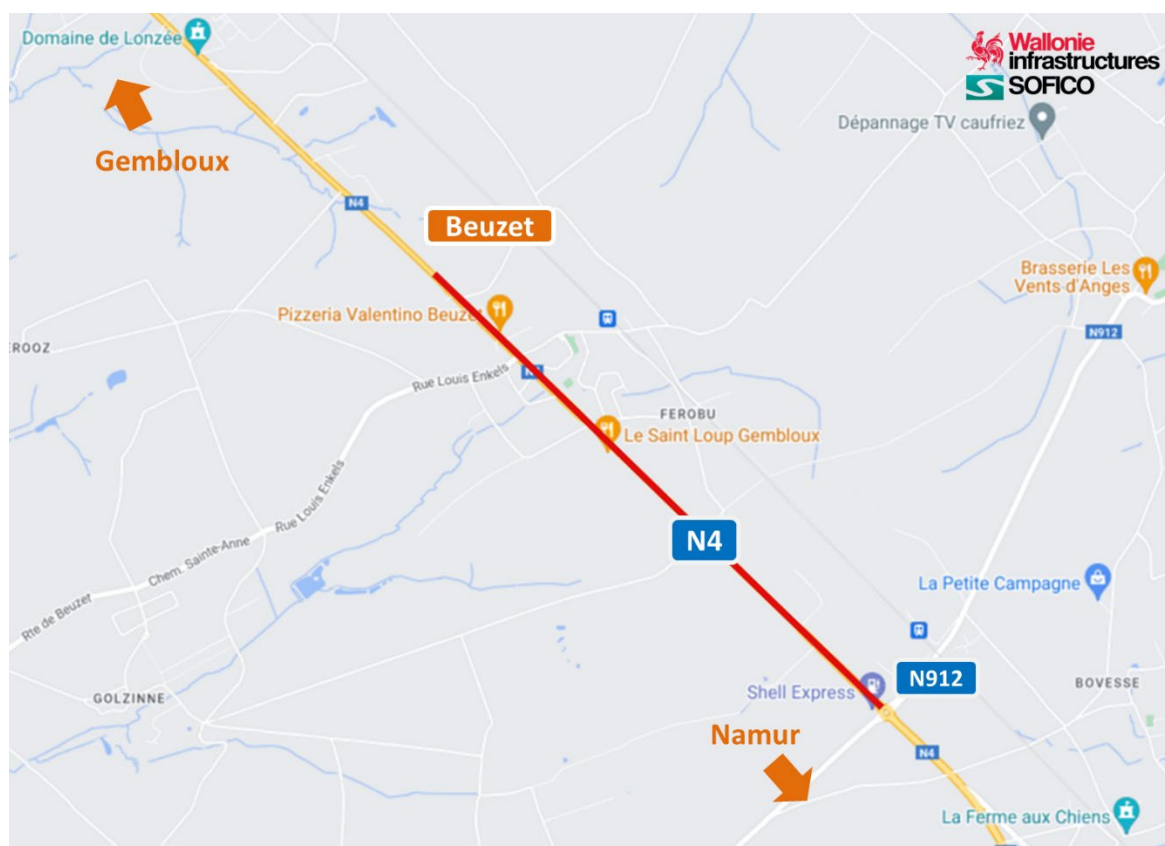 Domaine de Lonzée
Wallonie
infrastructures
SOFICO
Dépannage TV caufriez
Gembloux
N4
Beuzet
Brasserie Les
Vents d'Anges
Pizzeria Valentino Beuzet
N912
EROOZ
Rue Louis Enkels
FEROBU
Le Saint Loup Gembloux
Rue Louis Enkels
N4
Chem. Sainte-Anne
La Petite Campagne
Rte de Beuzet
N912
BOVESSE
GOLZINNE
Shell Express
Namur
N4
La Ferme aux Chiens